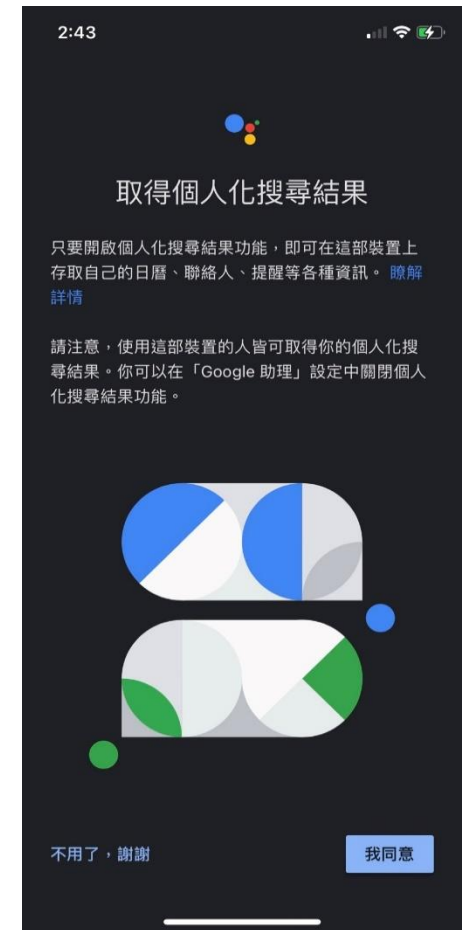 2:43
取得個人化搜尋結果
只要開啟個人化搜尋結果功能，即可在這部裝置上
存取自己的日曆、聯絡人、提醒等各種資訊。 瞭解
詳情
請注意，使用這部裝置的人皆可取得你的個人化搜
尋結果。你可以在「Google 助理」設定中關閉個人
化搜尋結果功能。
不用了，謝謝
我同意